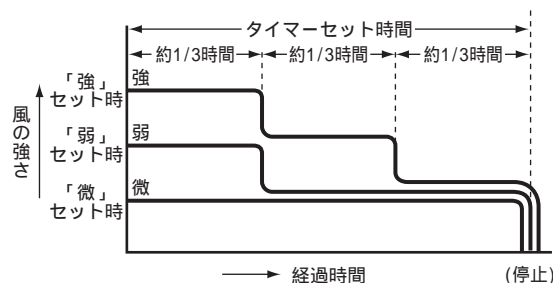 タイマーセット時間
約1/3時間 約1/3時間 約1/3時間
「強」
セット時
強
「弱」
セット時
弱
「微」
セット時
微
風の強さ
経過時間
(停止)